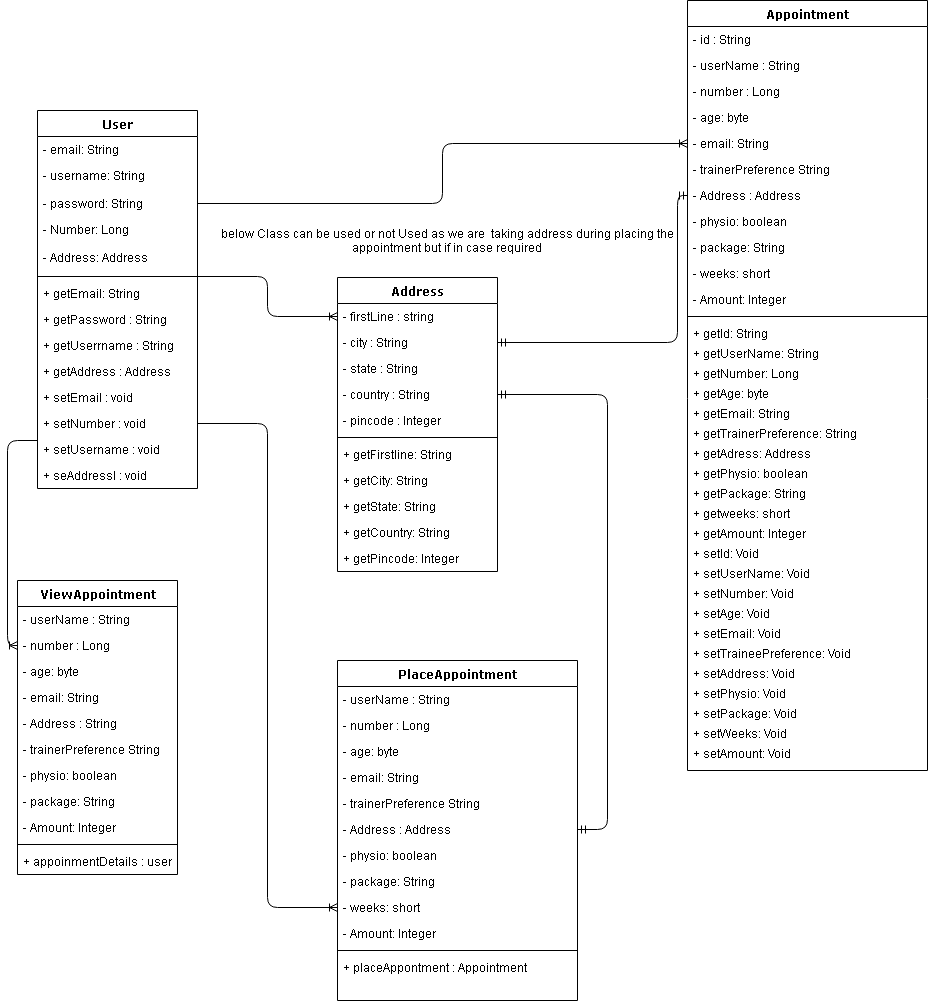 Appointment
- id : String
- userName : String
- number : Long
- age: byte
- email: String
- trainerPreference String
- Address : Address
- physio: boolean
- package: String
- weeks: short
- Amount: Integer
+ getId: String
+ getUserName: String
+ getNumber: Long
+ getAge: byte
+ getEmail: String
+ getTrainerPreference: String
+ getAdress: Address
+ getPhysio: boolean
+ getPackage: String
+ getweeks: short
+ getAmount: Integer
+ setId: Void
+ setUserName: Void
+ setNumber: Void
+ setAge: Void
+ setEmail: Void
+ setTraineePreference: Void
+ setAddress: Void
+ setPhysio: Void
+ setPackage: Void
+ setWeeks: Void
+ setAmount: Void
User
- email: String
- username: String
- password: String
- Number: Long
- Address: Address
+ getEmail: String
+ getPassword : String
+ getUserrname : String
+ getAddress : Address
+ setEmail : void
+ setNumber : void
+ setUsername : void
+ seAddressl : void
below Class can be used or not Used as we are taking address during placing the
appointment but if in case required
Address
- firstLine : string
- city : String
- state : String
- country : String
- pincode : Integer
+ getFirstline: String
+ getCity: String
+ getState: String
+ getCountry: String
+ getPincode: Integer
ViewAppointment
- userName : String
- number : Long
- age: byte
- email: String
- Address : String
- trainerPreference String
- physio: boolean
- package: String
- Amount: Integer
+ appoinmentDetails : user
PlaceAppointment
- userName : String
- number : Long
- age: byte
- email: String
- trainerPreference String
- Address : Address
- physio: boolean
- package: String
- weeks: short
- Amount: Integer
+ placeAppontment : Appointment